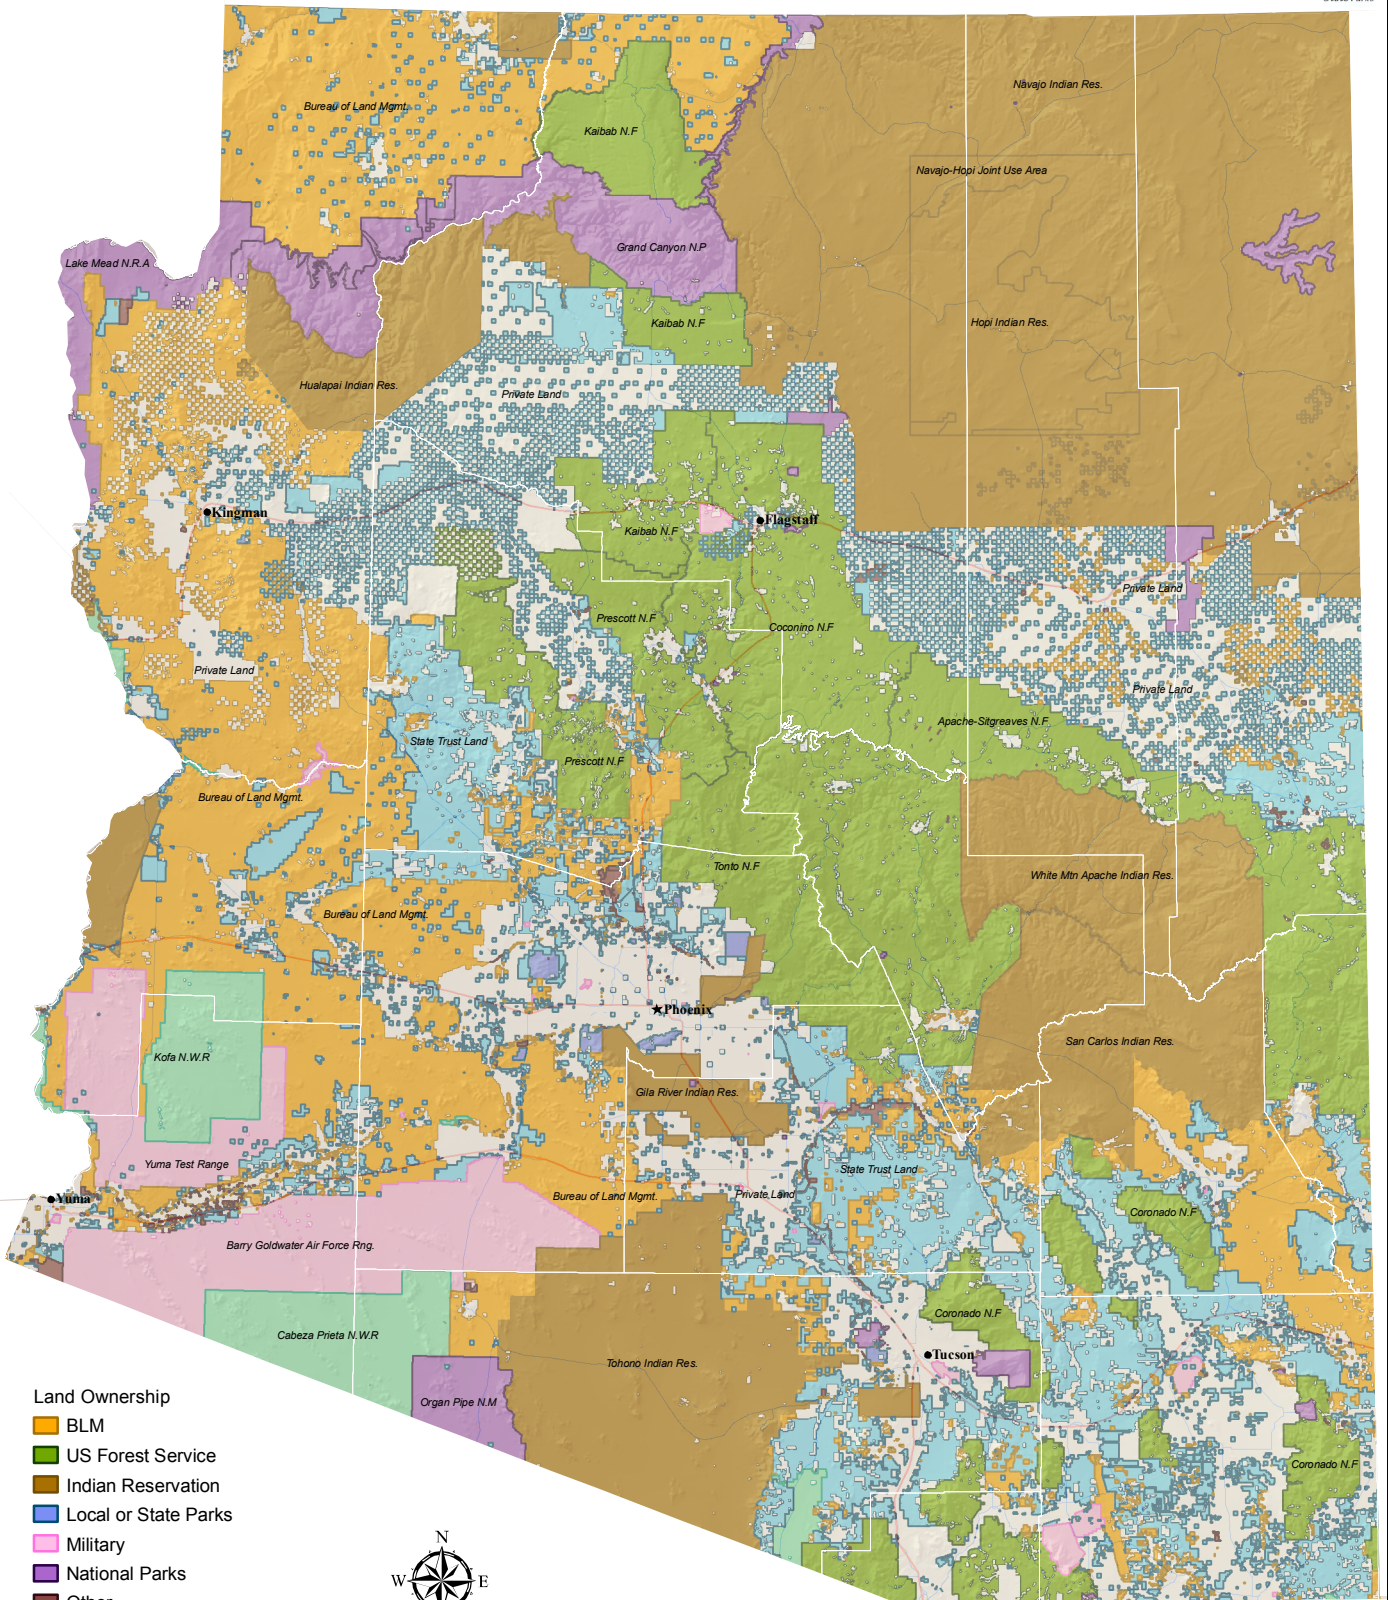 Navajo Indian Res.
Bureau of Land Mgmt.
Kaibab N.F
Navajo-Hopi Joint Use Area
Grand Canyon N.P
Lake Mead N.R.A
Kaibab N.F
Hopi Indian Res.
Hualapai Indian Res.
Private Land
Kingman
Flagstaff
Kaibab N.F
Private Land
Prescott N.F
Coconino N.F
Private Land
Private Land
Apache-Sitgreaves N.F
State Trust Land
Prescott N.F
Bureau of Land Mgmt.
Tonto N.F
White Mtn Apache Indian Res.
Bureau of Land Mgmt.
Phoenix
San Carlos Indian Res.
Kofa N.W.R
Gila River Indian Res.
Yuma Test Range
State Trust Land
Yuma
Bureau of Land Mgmt.
Private Land
Coronado N.F
Barry Goldwater Air Force Rng.
Coronado N.F
Cabeza Prieta N.W.R
Tucson
Tohono Indian Res.
Organ Pipe N.M
Coronado N.F
Land Ownership
BLM
US Forest Service
Indian Reservation
Local or State Parks
Military
National Parks
Other
N
W E